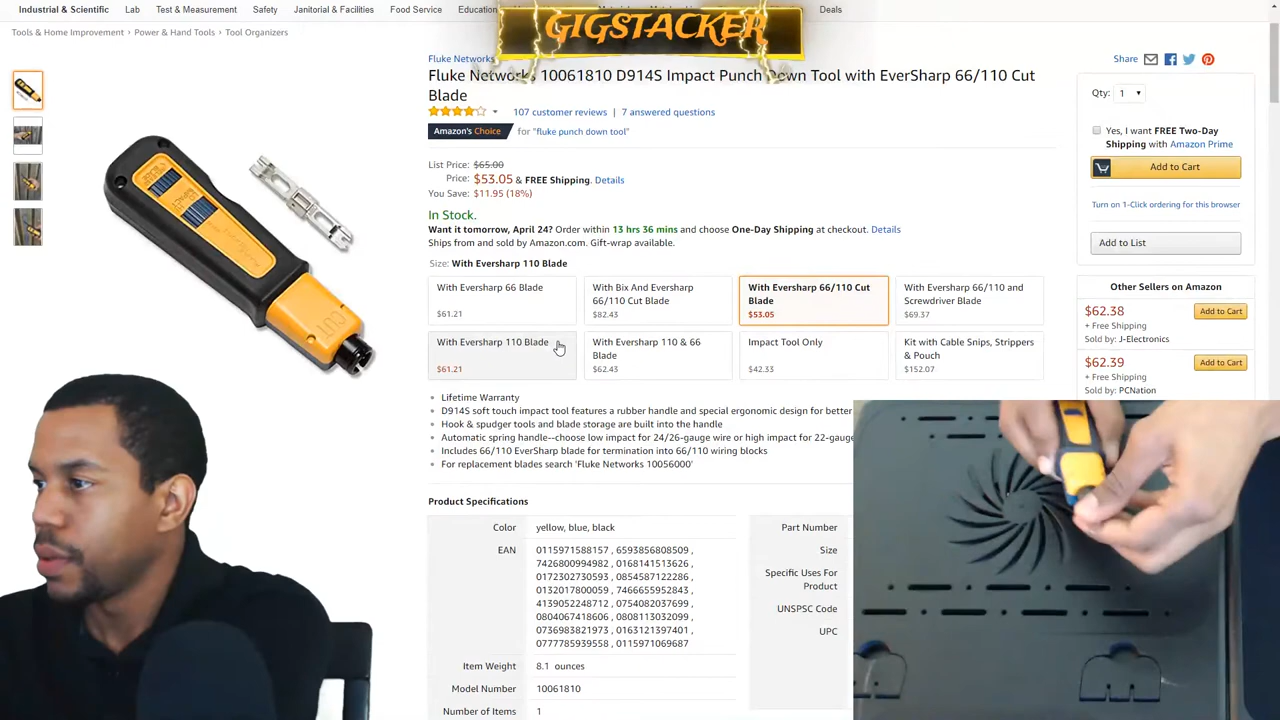 Industrial & Scientific Lab Test & Measurement Safety Janitorial & Facilities Food Service Education Deals
GIGSTACKER
Tools & Home Improvement › Power & Hand Tools › Tool Organizers
Fluke Networks
Fluke Networks 10061810 D914S Impact Punch Down Tool with EverSharp 66/110 Cut
Blade
107 customer reviews | 7 answered questions
Amazon's Choice for "fluke punch down tool"
List Price: $65.00
Price: $53.05 & FREE Shipping. Details
You Save: $11.95 (18%)
In Stock.
Want it tomorrow, April 24? Order within 13 hrs 36 mins and choose One-Day Shipping at checkout. Details
Ships from and sold by Amazon.com. Gift-wrap available.
Size: With Eversharp 110 Blade
With Eversharp 66 Blade
$61.21
With Bix And Eversharp
66/110 Cut Blade
$82.43
With Eversharp 66/110 Cut
Blade
$53.05
With Eversharp 66/110 and
Screwdriver Blade
$69.37
With Eversharp 110 Blade
$61.21
With Eversharp 110 & 66
Blade
$62.43
Impact Tool Only
$42.33
Kit with Cable Snips, Strippers
& Pouch
$152.07
• Lifetime Warranty
• D914S soft touch impact tool features a rubber handle and special ergonomic design for better
• Hook & spudger tools and blade storage are built into the handle
• Automatic spring handle--choose low impact for 24/26-gauge wire or high impact for 22-gauge
• Includes 66/110 EverSharp blade for termination into 66/110 wiring blocks
• For replacement blades search 'Fluke Networks 10056000'
Product Specifications
Color yellow, blue, black
EAN 0115971588157 , 6593856808509 ,
7426800994982 , 0168141513626 ,
0172302730593 , 0854587122286 ,
0132017800059 , 7466655952843 ,
4139052248712 , 0754082037699 ,
0804067418606 , 0808113032099 ,
0736983821973 , 0163121397401 ,
0777785939558 , 0115971069687
Item Weight 8.1 ounces
Model Number 10061810
Number of Items 1
Part Number
Size
Specific Uses For
Product
UNSPSC Code
UPC
Share
Qty: 1
Yes, I want FREE Two-Day
Shipping with Amazon Prime
Add to Cart
Turn on 1-Click ordering for this browser
Add to List
Other Sellers on Amazon
$62.38 Add to Cart
+ Free Shipping
Sold by: J-Electronics
$62.39 Add to Cart
+ Free Shipping
Sold by: PCNation
CUT